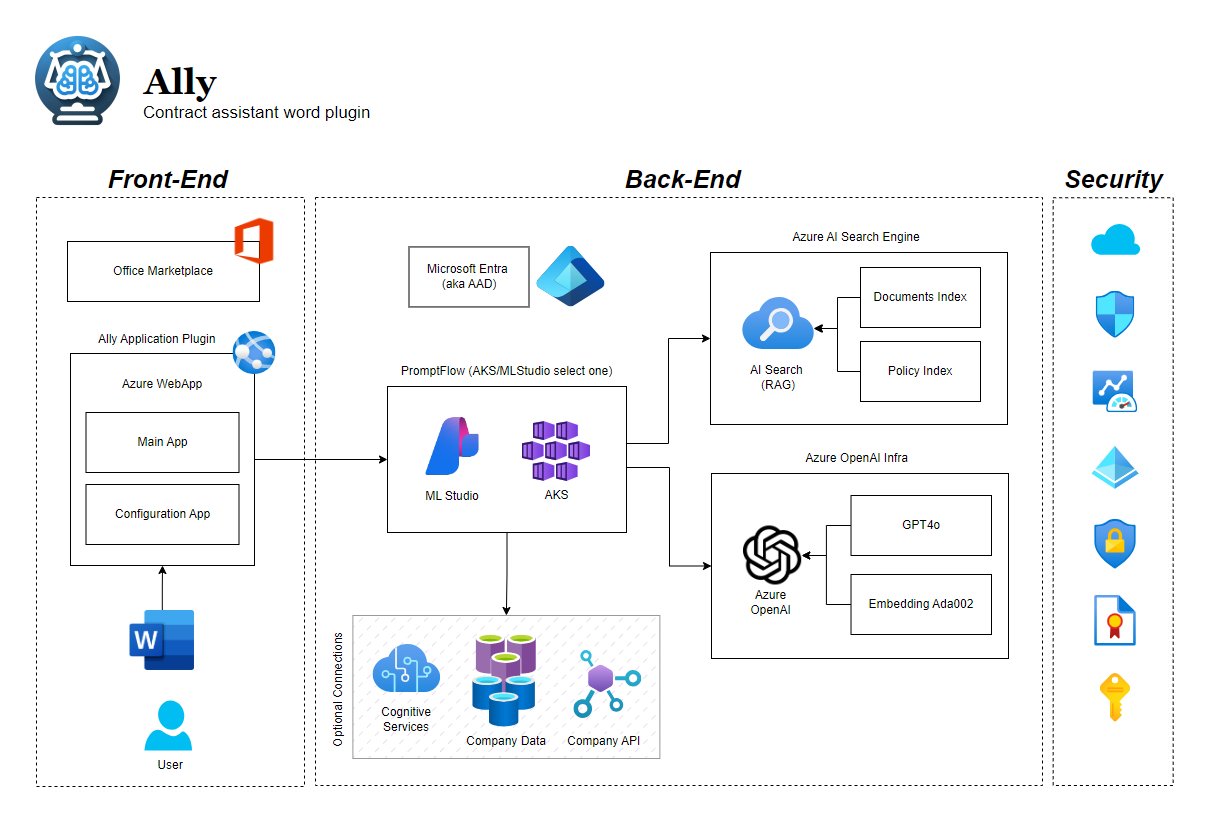 Ally
Contract assistant word plugin
Front-End
Back-End
Security
Office Marketplace
Ally Application Plugin
Azure WebApp
Main App
Configuration App
W
User
Microsoft Entra
(aka AAD)
PromptFlow (AKS/MLStudio select one)
ML Studio
AKS
Optional Connections
Cognitive
Services
Company Data
Company API
Azure AI Search Engine
AI Search
(RAG)
Documents Index
Policy Index
Azure OpenAI Infra
Azure
OpenAI
GPT4o
Embedding Ada002